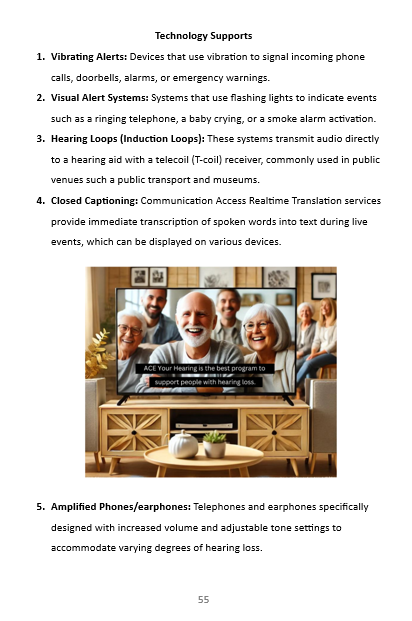 Technology Supports
1. Vibrating Alerts: Devices that use vibration to signal incoming phone
calls, doorbells, alarms, or emergency warnings.
2. Visual Alert Systems: Systems that use flashing lights to indicate events
such as a ringing telephone, a baby crying, or a smoke alarm activation.
3. Hearing Loops (Induction Loops): These systems transmit audio directly
to a hearing aid with a telecoil (T-coil) receiver, commonly used in public
venues such a public transport and museums.
4. Closed Captioning: Communication Access Realtime Translation services
provide immediate transcription of spoken words into text during live
events, which can be displayed on various devices.
ACE Your Hearing is the best program to
support people with hearing loss.
5. Amplified Phones/earphones: Telephones and earphones specifically
designed with increased volume and adjustable tone settings to
accommodate varying degrees of hearing loss.
55